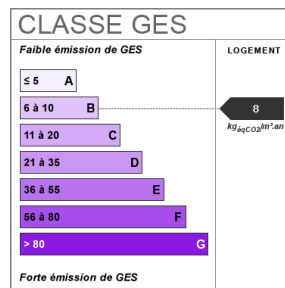 CLASSE GES
Faible émission de GES
LOGEMENT
≤ 5 A
6 à 10 B
8
kgéqCO2/m².an
11 à 20 C
21 à 35 D
36 à 55 E
56 à 80 F
> 80 G
Forte émission de GES